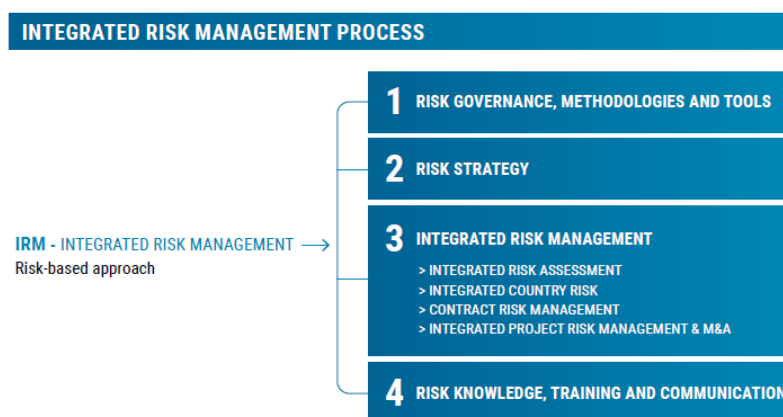 INTEGRATED RISK MANAGEMENT PROCESS
1 RISK GOVERNANCE, METHODOLOGIES AND TOOLS
2 RISK STRATEGY
IRM - INTEGRATED RISK MANAGEMENT
Risk-based approach
3 INTEGRATED RISK MANAGEMENT
> INTEGRATED RISK ASSESSMENT
> INTEGRATED COUNTRY RISK
> CONTRACT RISK MANAGEMENT
> INTEGRATED PROJECT RISK MANAGEMENT & M&A
4 RISK KNOWLEDGE, TRAINING AND COMMUNICATION